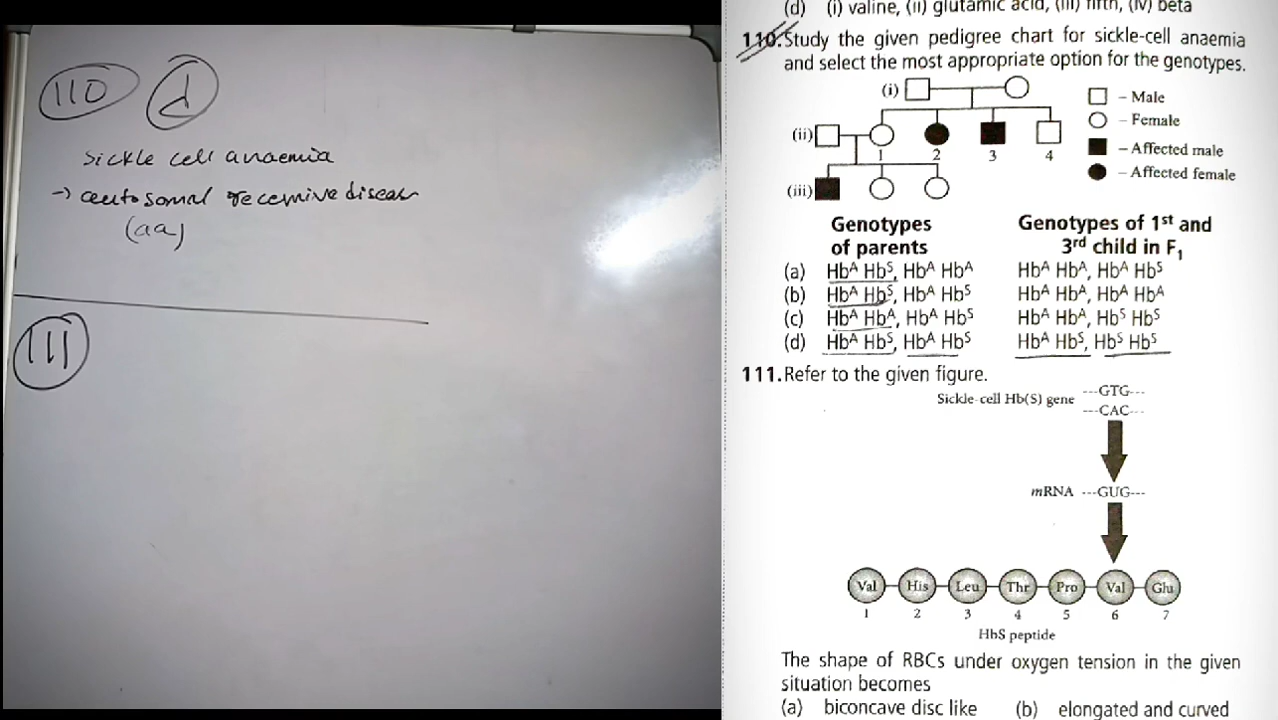 110 d
Sickle cell anaemia
→ autosomal recessive disease
(aa)
111
(d) (i) valine, (ii) glutamic acid, (iii) fifth, (iv) beta
110. Study the given pedigree chart for sickle-cell anaemia
and select the most appropriate option for the genotypes.
(i)
– Male
– Female
(ii)
1 2 3 4
– Affected male
– Affected female
(iii)
Genotypes of parents
Genotypes of 1st and 3rd child in F₁
(a) Hbᴬ Hbˢ, Hbᴬ Hbᴬ Hbᴬ Hbᴬ, Hbᴬ Hbˢ
(b) Hbᴬ Hbˢ, Hbᴬ Hbˢ Hbᴬ Hbᴬ, Hbᴬ Hbᴬ
(c) Hbᴬ Hbᴬ, Hbᴬ Hbˢ Hbᴬ Hbᴬ, Hbˢ Hbˢ
(d) Hbᴬ Hbˢ, Hbᴬ Hbˢ Hbᴬ Hbˢ, Hbˢ Hbˢ
111. Refer to the given figure.
Sickle-cell Hb(S) gene
---GTG---
---CAC---
mRNA ---GUG---
Val His Leu Thr Pro Val Glu
1 2 3 4 5 6 7
HbS peptide
The shape of RBCs under oxygen tension in the given
situation becomes
(a) biconcave disc like (b) elongated and curved